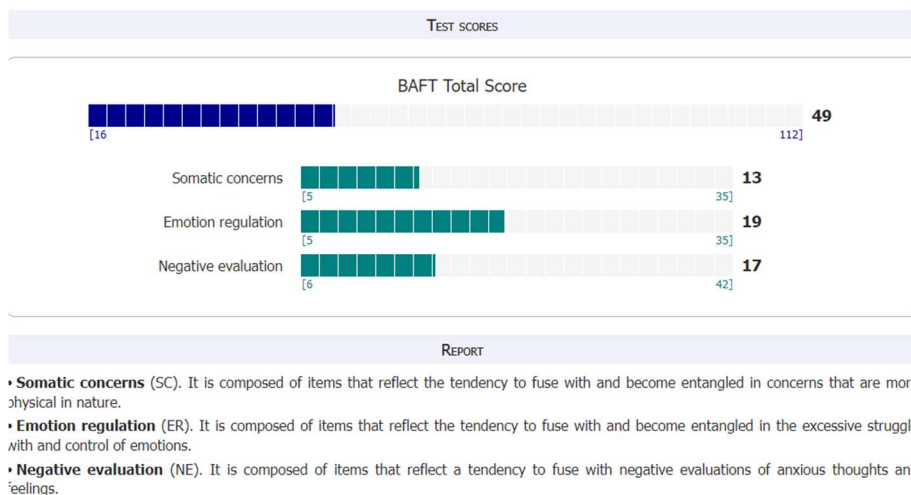 TEST SCORES
BAFT Total Score
49
[16 112]
Somatic concerns 13
[5 35]
Emotion regulation 19
[5 35]
Negative evaluation 17
[6 42]
REPORT
• Somatic concerns (SC). It is composed of items that reflect the tendency to fuse with and become entangled in concerns that are mor
physical in nature.
• Emotion regulation (ER). It is composed of items that reflect the tendency to fuse with and become entangled in the excessive struggl
with and control of emotions.
• Negative evaluation (NE). It is composed of items that reflect a tendency to fuse with negative evaluations of anxious thoughts an
feelings.